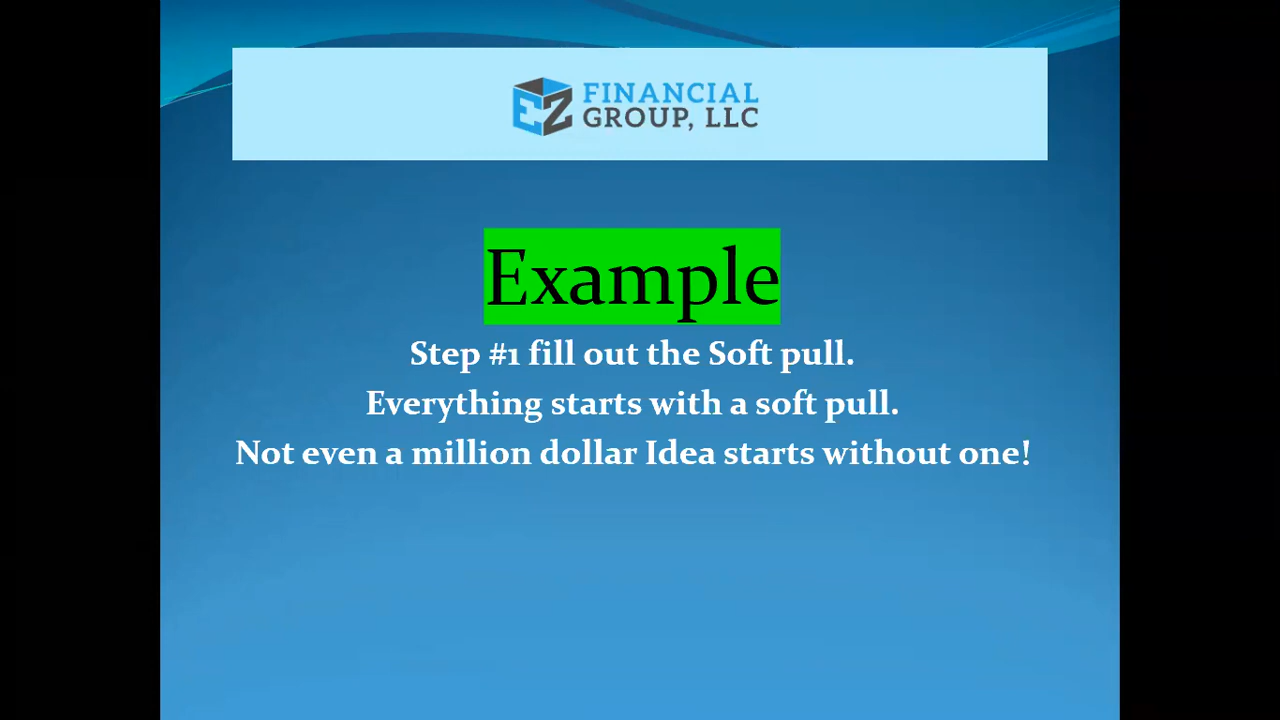 EZ FINANCIAL
GROUP, LLC
Example
Step #1 fill out the Soft pull.
Everything starts with a soft pull.
Not even a million dollar Idea starts without one!